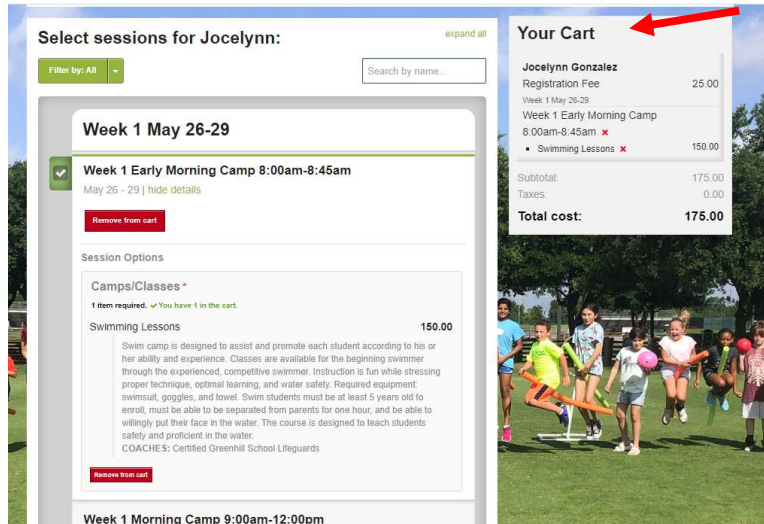 Select sessions for Jocelynn:
expand all
Filter by: All
Search by name...
Week 1 May 26-29
Week 1 Early Morning Camp 8:00am-8:45am
May 26 - 29 | hide details
Remove from cart
Session Options
Camps/Classes *
1 item required. ✓You have 1 in the cart.
Swimming Lessons 150.00
Swim camp is designed to assist and promote each student according to his or
her ability and experience. Classes are available for the beginning swimmer
through the experienced, competitive swimmer. Instruction is fun while stressing
proper technique, optimal learning, and water safety. Required equipment:
swimsuit, goggles, and towel. Swim students must be at least 5 years old to
enroll, must be able to be separated from parents for one hour, and be able to
willingly put their face in the water. The course is designed to teach students
safety and proficient in the water.
COACHES: Certified Greenhill School Lifeguards
Remove from cart
Week 1 Morning Camp 9:00am-12:00pm
Your Cart
Jocelynn Gonzalez
Registration Fee 25.00
Week 1 May 26-29
Week 1 Early Morning Camp
8:00am-8:45am ×
▪ Swimming Lessons × 150.00
Subtotal: 175.00
Taxes: 0.00
Total cost: 175.00